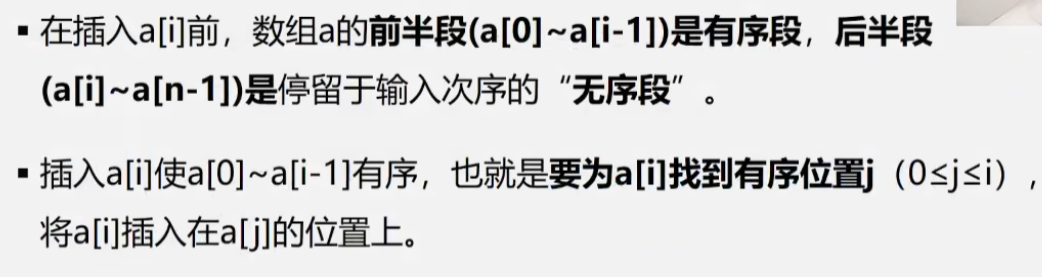 ▪ 在插入a[i]前，数组a的前半段(a[0]~a[i-1])是有序段，后半段
(a[i]~a[n-1])是停留于输入次序的“无序段”。
▪ 插入a[i]使a[0]~a[i-1]有序，也就是要为a[i]找到有序位置j（0≤j≤i），
将a[i]插入在a[j]的位置上。